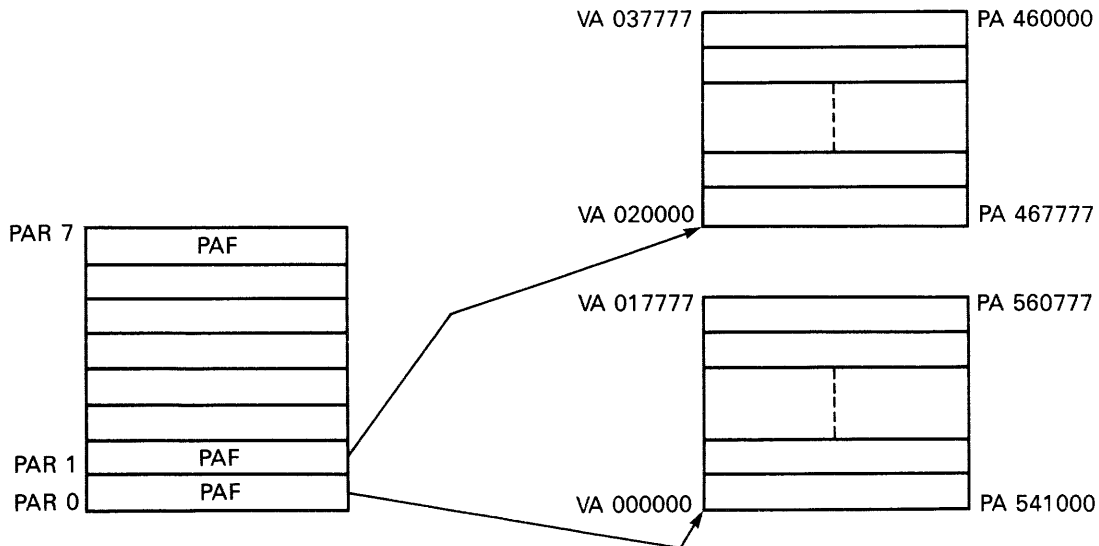 VA 037777 PA 460000
VA 020000 PA 467777
PAR 7 PAF
VA 017777 PA 560777
PAR 1 PAF
PAR 0 PAF
VA 000000 PA 541000